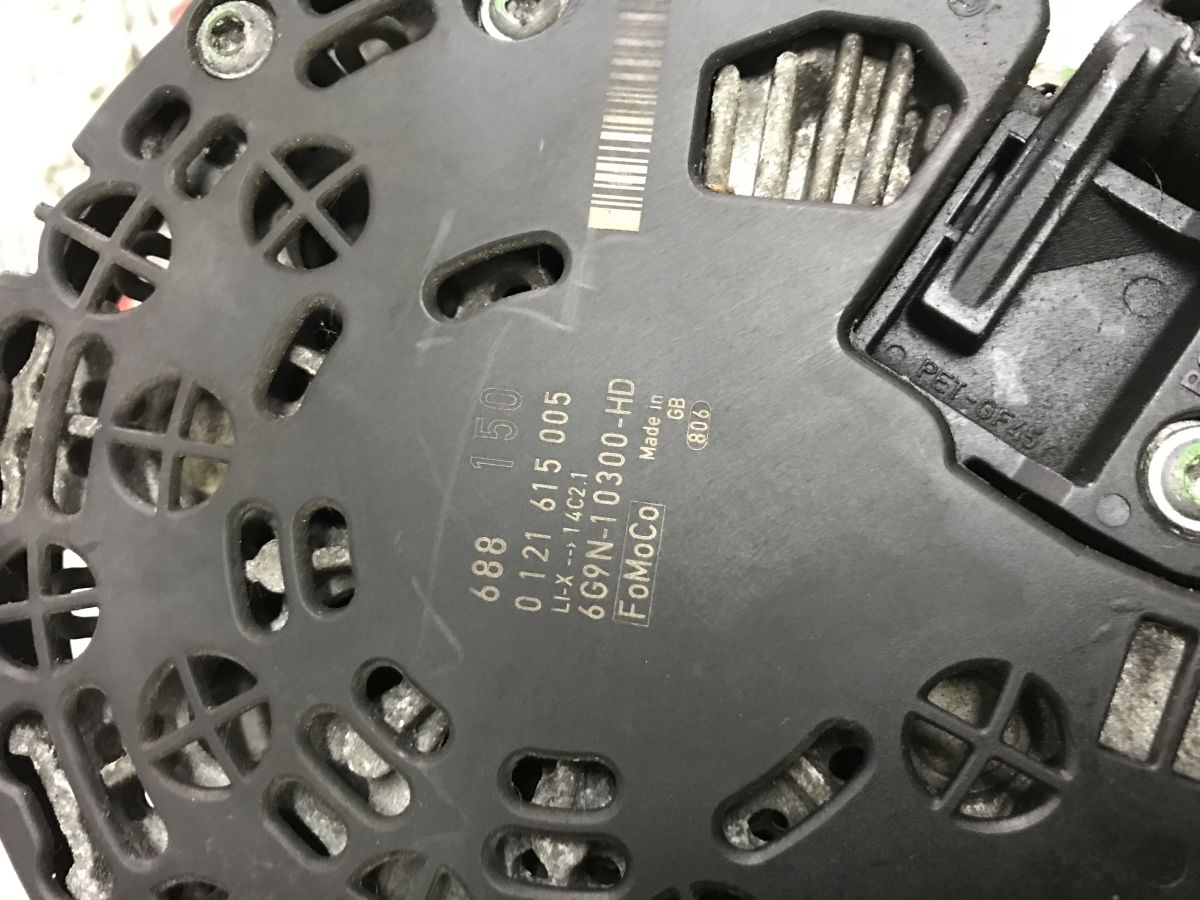 688 150
0 121 615 005
LI-X --> 14C2.1
6G9N-10300-HD
FoMoCo
Made in
GB
806